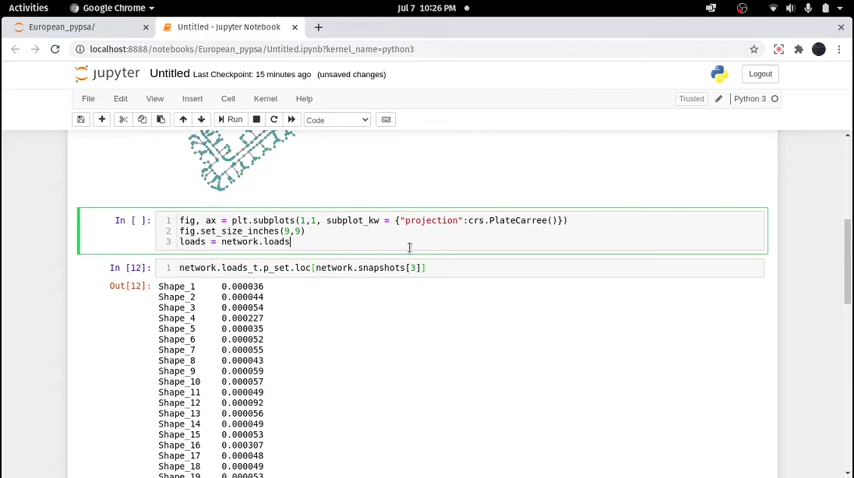 Activities
Google Chrome
Jul 7 10:26 PM
European_pypsa/
Untitled - Jupyter Notebook
localhost:8888/notebooks/European_pypsa/Untitled.ipynb?kernel_name=python3
jupyter Untitled Last Checkpoint: 15 minutes ago (unsaved changes)
Logout
File Edit View Insert Cell Kernel Help
Trusted
Python 3
Run
Code
In [ ]:
1 fig, ax = plt.subplots(1,1, subplot_kw = {"projection":crs.PlateCarree()})
2 fig.set_size_inches(9,9)
3 loads = network.loads
In [12]:
1 network.loads_t.p_set.loc[network.snapshots[3]]
Out[12]:
Shape_1 0.000036
Shape_2 0.000044
Shape_3 0.000054
Shape_4 0.000227
Shape_5 0.000035
Shape_6 0.000052
Shape_7 0.000055
Shape_8 0.000043
Shape_9 0.000059
Shape_10 0.000057
Shape_11 0.000049
Shape_12 0.000092
Shape_13 0.000056
Shape_14 0.000049
Shape_15 0.000053
Shape_16 0.000307
Shape_17 0.000048
Shape_18 0.000049
Shape_19 0.000053